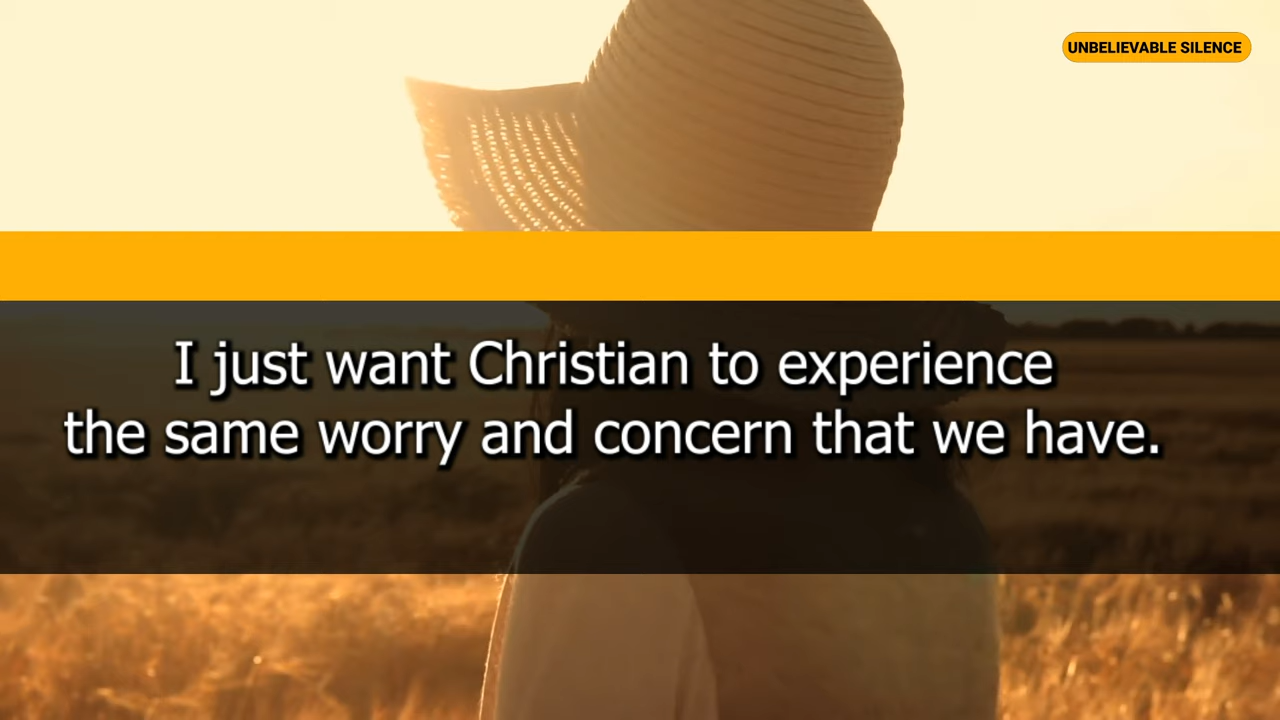 UNBELIEVABLE SILENCE
I just want Christian to experience
the same worry and concern that we have.